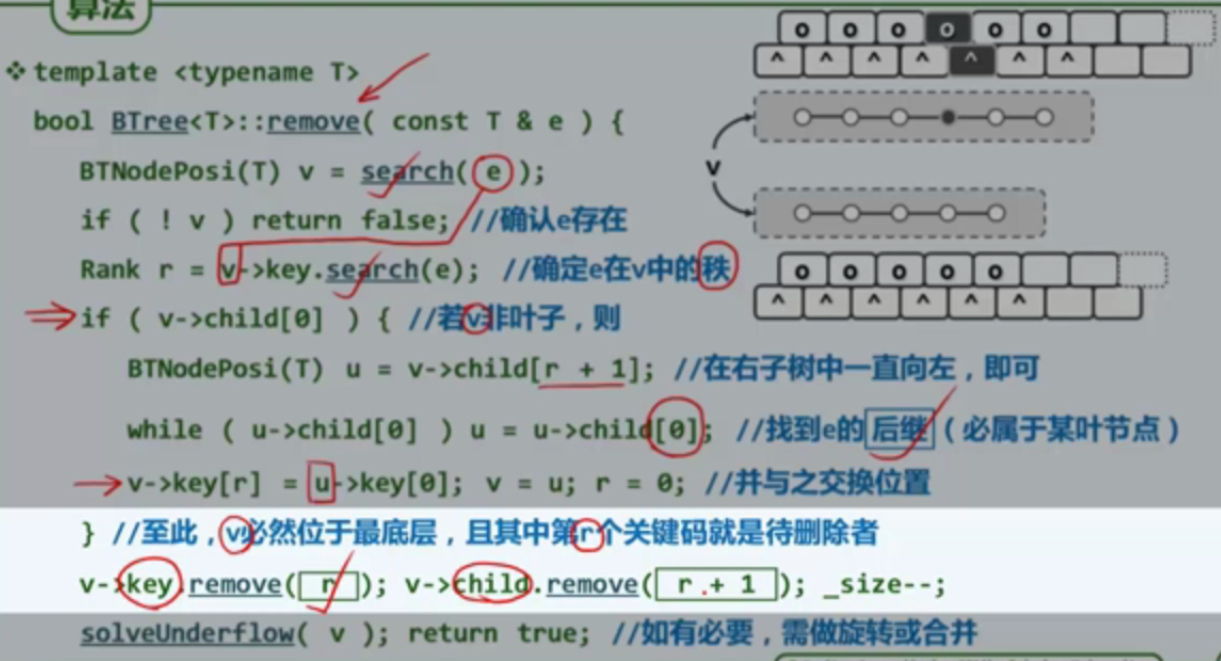 算法
❖ template <typename T>
bool BTree<T>::remove( const T & e ) {
BTNodePosi(T) v = search( e );
if ( ! v ) return false; //确认e存在
Rank r = v->key.search(e); //确定e在v中的秩
if ( v->child[0] ) { //若v非叶子，则
BTNodePosi(T) u = v->child[r + 1]; //在右子树中一直向左，即可
while ( u->child[0] ) u = u->child[0]; //找到e的后继（必属于某叶节点）
v->key[r] = u->key[0]; v = u; r = 0; //并与之交换位置
} //至此，v必然位于最底层，且其中第r个关键码就是待删除者
v->key.remove( r ); v->child.remove( r + 1 ); _size--;
solveUnderflow( v ); return true; //如有必要，需做旋转或合并
o o o o o o
^ ^ ^ ^ ^ ^ ^
v
o o o o o
^ ^ ^ ^ ^ ^